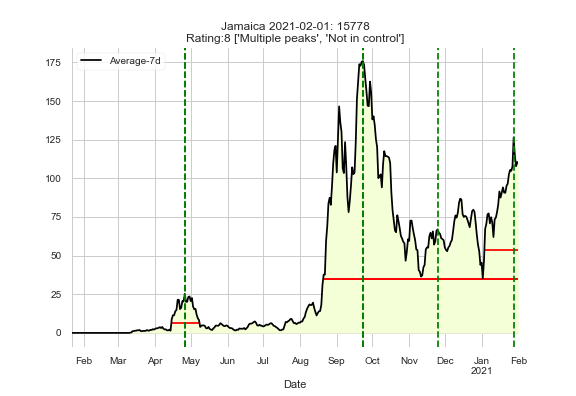 Jamaica 2021-02-01: 15778
Rating:8 ['Multiple peaks', 'Not in control']
Average-7d
175
150
125
100
75
50
25
0
Feb Mar Apr May Jun Jul Aug Sep Oct Nov Dec Jan Feb
2021
Date